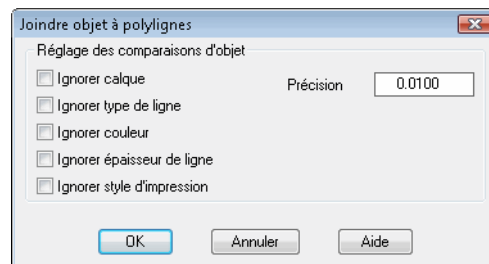 Joindre objet à polylignes
Réglage des comparaisons d'objet
Ignorer calque
Précision 0.0100
Ignorer type de ligne
Ignorer couleur
Ignorer épaisseur de ligne
Ignorer style d'impression
OK Annuler Aide